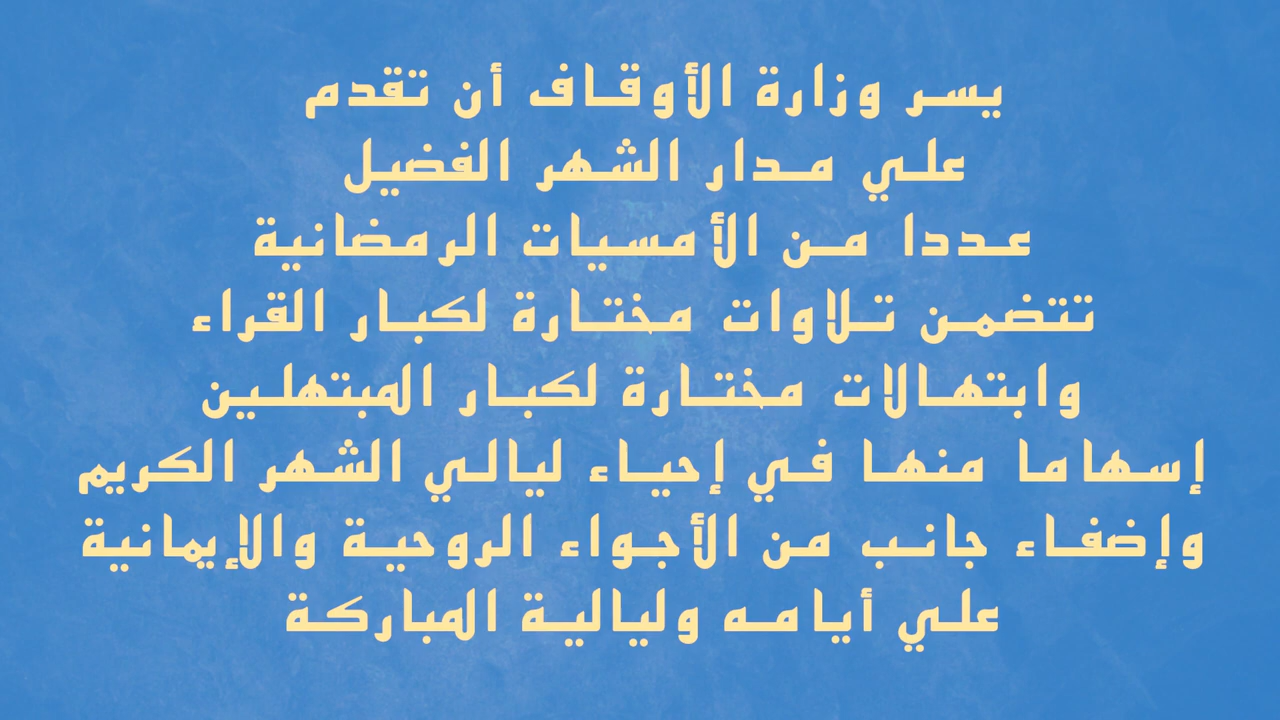 يسر وزارة الأوقاف أن تقدم
علي مدار الشهر الفضيل
عددا من الأمسيات الرمضانية
تتضمن تلاوات مختارة لكبار القراء
وابتهالات مختارة لكبار المبتهلين
إسهاما منها في إحياء ليالي الشهر الكريم
وإضفاء جانب من الأجواء الروحية والإيمانية
علي أيامه وليالية المباركة